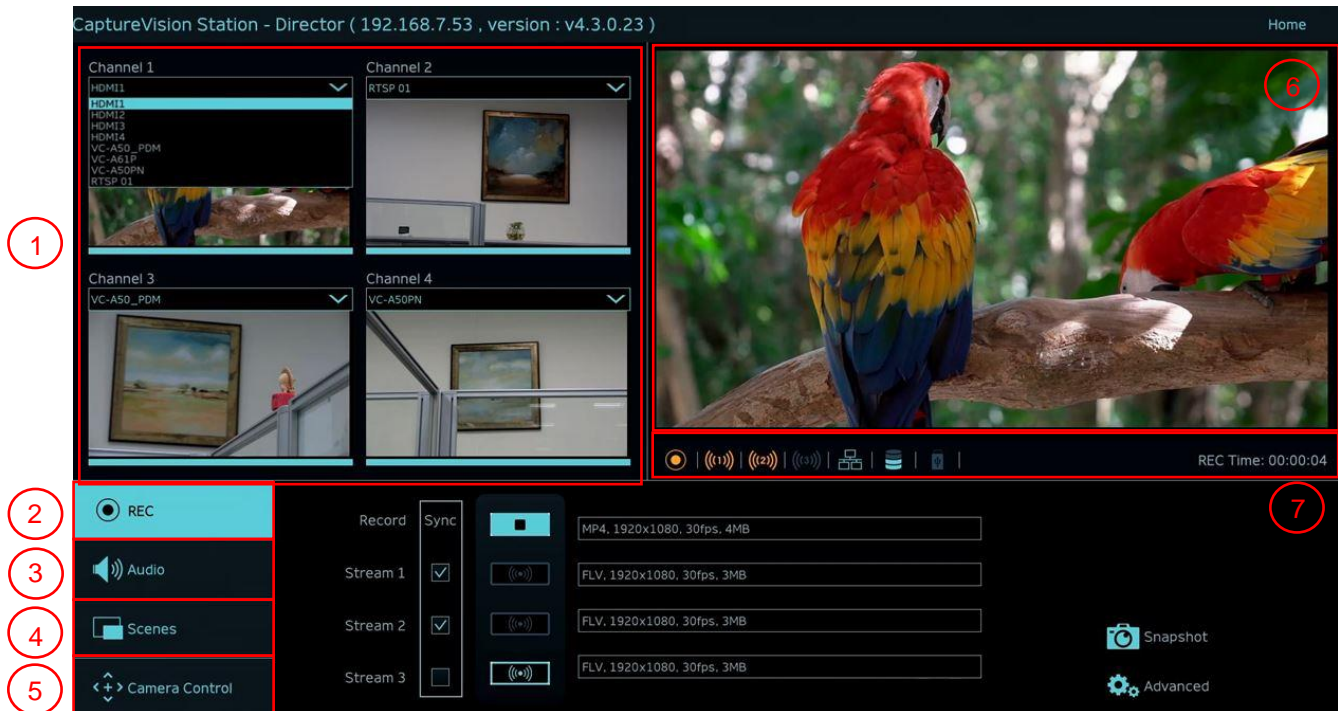 CaptureVision Station - Director ( 192.168.7.53 , version : v4.3.0.23 )
Home
Channel 1
HDMI1
HDMI1
HDMI2
HDMI3
HDMI4
VC-A50_PDM
VC-A61P
VC-A50PN
RTSP 01
Channel 2
RTSP 01
Channel 3
VC-A50_PDM
Channel 4
VC-A50PN
1
6
((1))
((2))
((3))
REC Time: 00:00:04
7
2
REC
3
Audio
4
Scenes
5
Camera Control
Record
Sync
MP4, 1920x1080, 30fps, 4MB
Stream 1
FLV, 1920x1080, 30fps, 3MB
Stream 2
FLV, 1920x1080, 30fps, 3MB
Stream 3
FLV, 1920x1080, 30fps, 3MB
Snapshot
Advanced